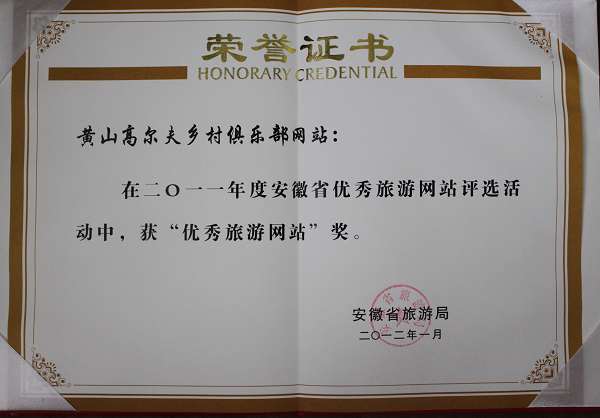 荣誉证书
HONORARY CREDENTIAL
黄山高尔夫乡村俱乐部网站：
在二〇一一年度安徽省优秀旅游网站评选活
动中，获“优秀旅游网站”奖。
安徽省旅游局
二〇一二年一月